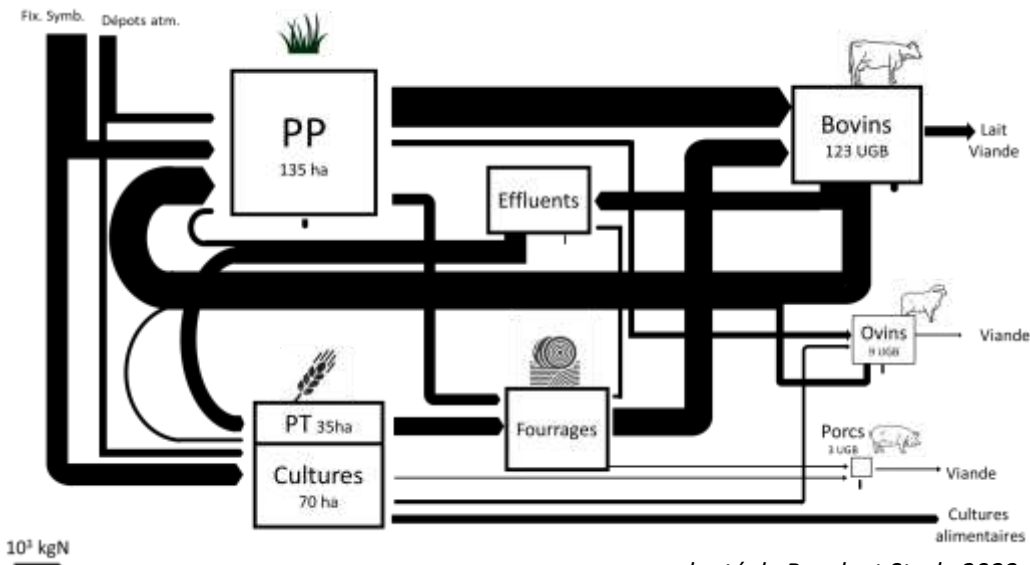 Fix. Symb.
Dépots atm.
PP
135 ha
Bovins
123 UGB
Lait
Viande
Effluents
Ovins
9 UGB
Viande
PT 35ha
Cultures
70 ha
Fourrages
Porcs
3 UGB
Viande
Cultures
alimentaires
10³ kgN